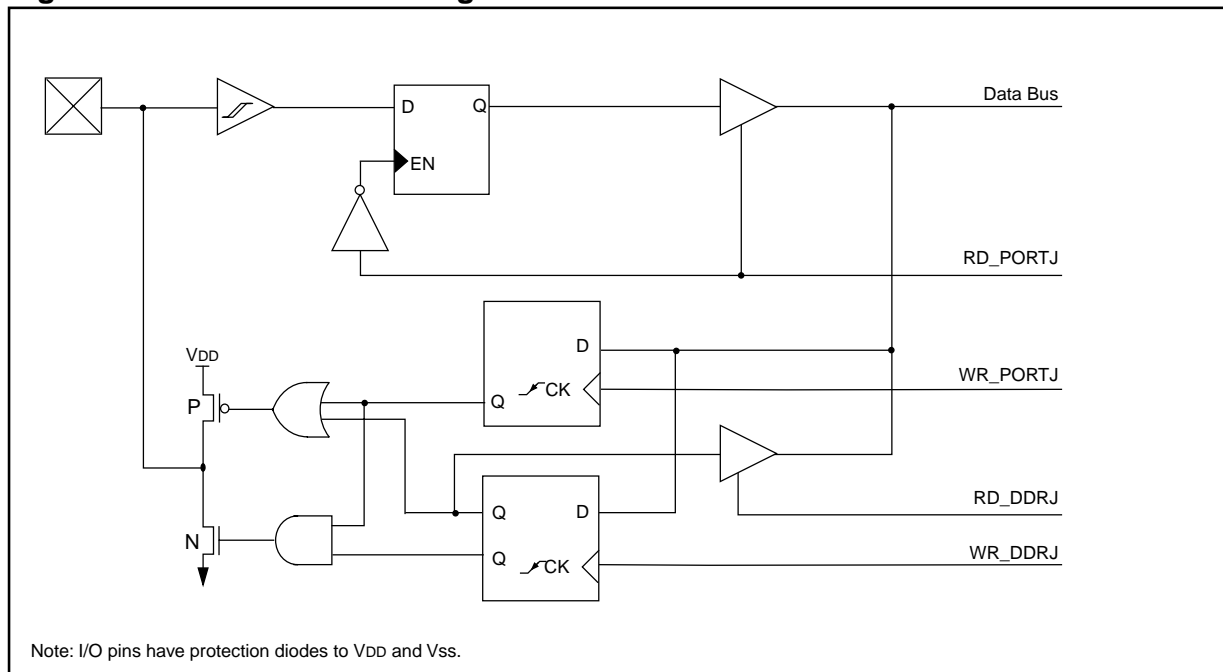 Data Bus
D
Q
EN
RD_PORTJ
D
VDD
WR_PORTJ
Q
CK
P
RD_DDRJ
Q
D
N
Q
CK
WR_DDRJ
Note: I/O pins have protection diodes to VDD and Vss.